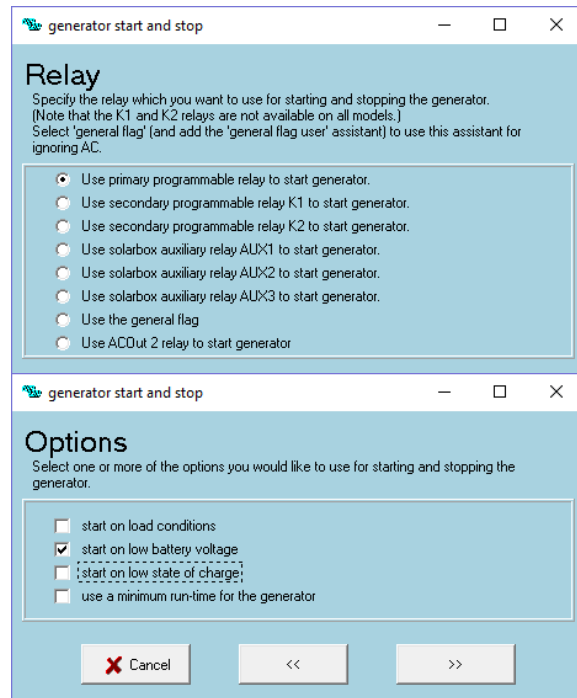 generator start and stop
Relay
Specify the relay which you want to use for starting and stopping the generator.
(Note that the K1 and K2 relays are not available on all models.)
Select 'general flag' (and add the 'general flag user' assistant) to use this assistant for
ignoring AC.
Use primary programmable relay to start generator.
Use secondary programmable relay K1 to start generator.
Use secondary programmable relay K2 to start generator.
Use solarbox auxiliary relay AUX1 to start generator.
Use solarbox auxiliary relay AUX2 to start generator.
Use solarbox auxiliary relay AUX3 to start generator.
Use the general flag
Use ACOut 2 relay to start generator
generator start and stop
Options
Select one or more of the options you would like to use for starting and stopping the
generator.
start on load conditions
start on low battery voltage
start on low state of charge
use a minimum run-time for the generator
Cancel << >>